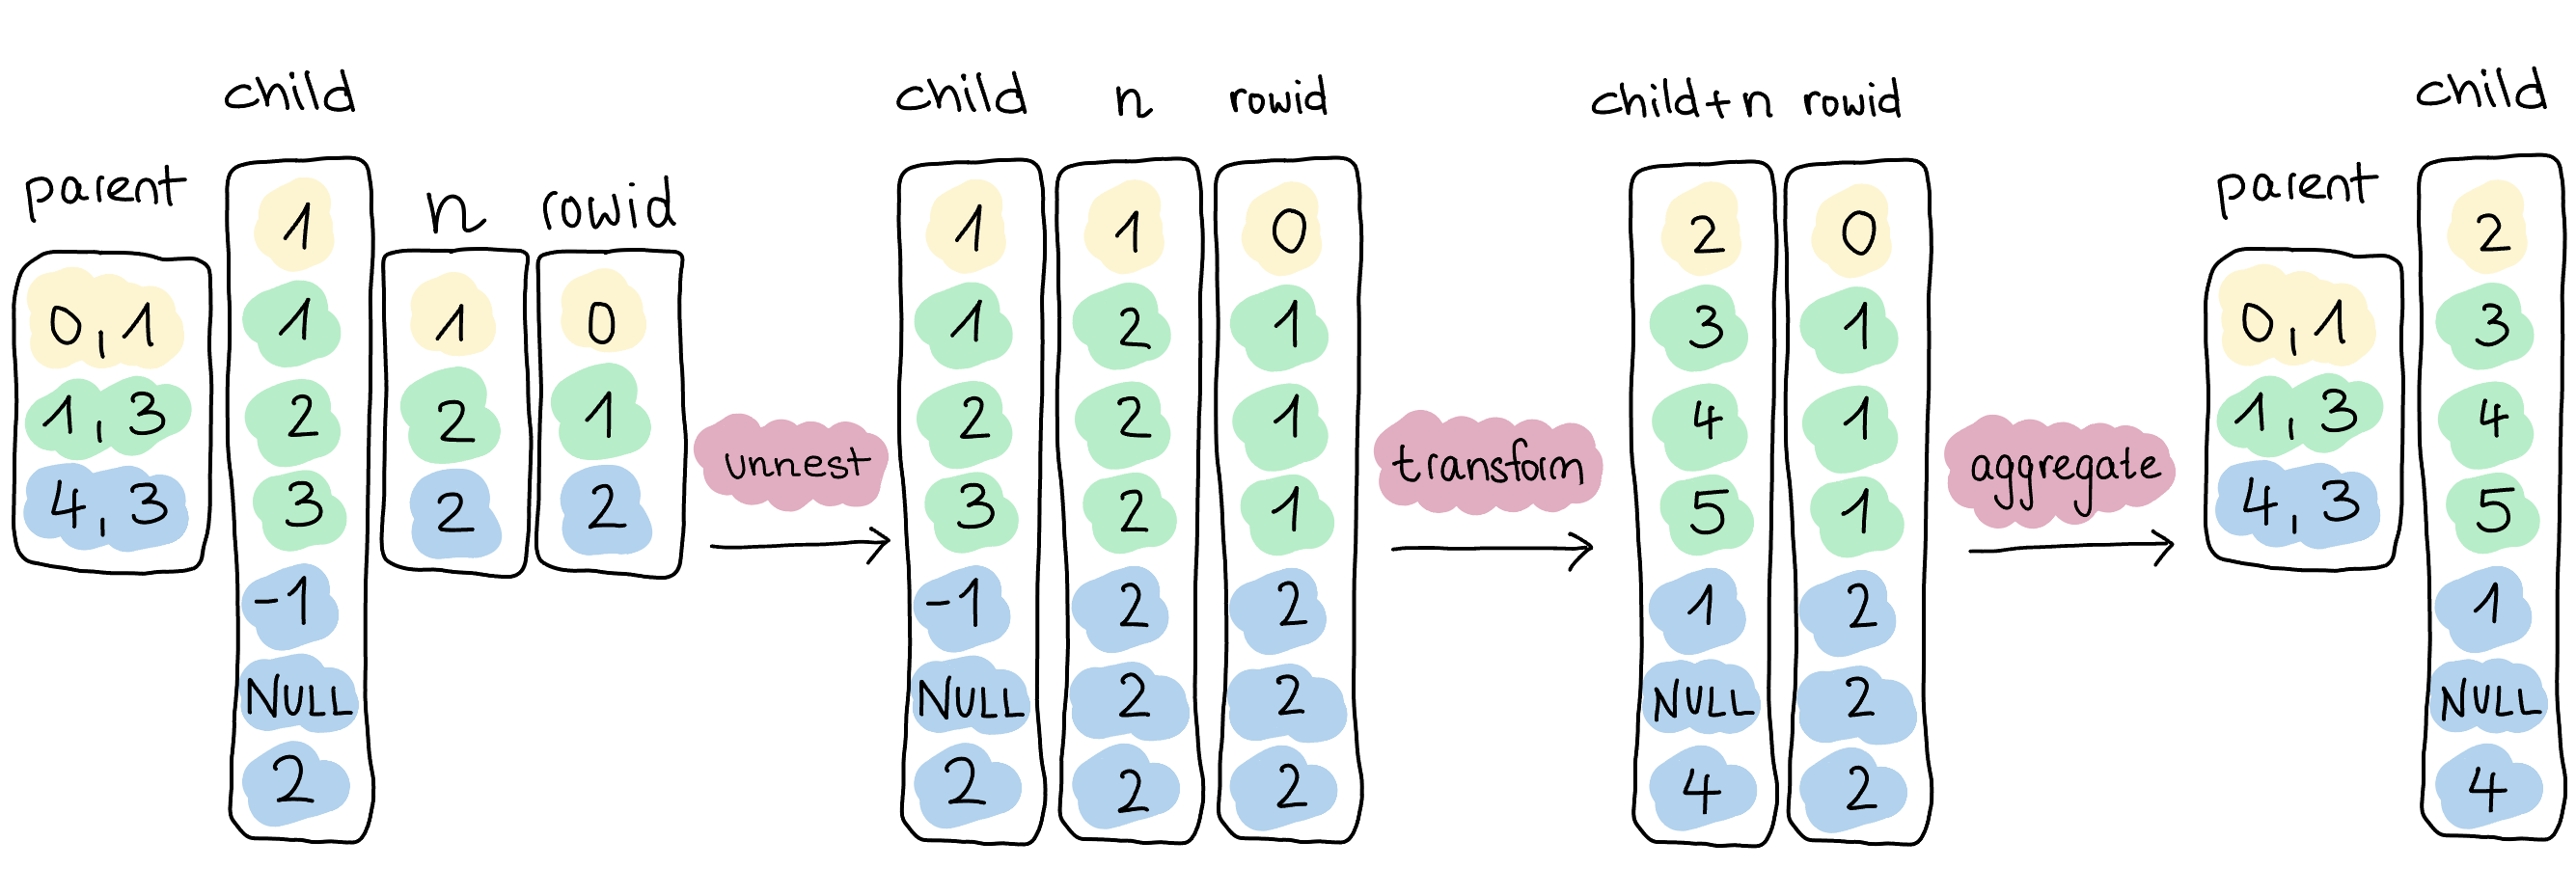 child
parent
n
rowid
1
1
2
3
-1
NULL
2
0,1
1,3
4,3
1
2
2
0
1
2
unnest
child n rowid
1 1 0
1 2 1
2 2 1
3 2 1
-1 2 2
NULL 2 2
2 2 2
transform
child+n rowid
2 0
3 1
4 1
5 1
1 2
NULL 2
4 2
aggregate
child
parent
0,1
1,3
4,3
2
3
4
5
1
NULL
4